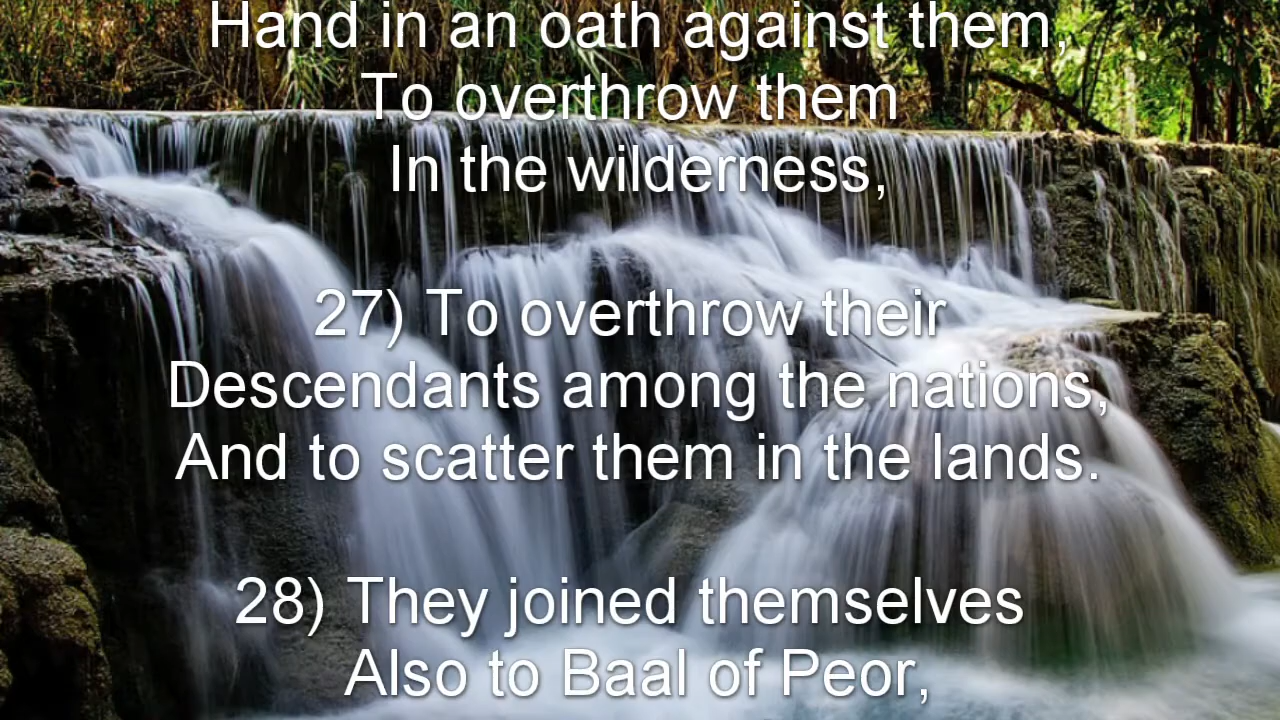 Hand in an oath against them,
To overthrow them
In the wilderness,
27) To overthrow their
Descendants among the nations,
And to scatter them in the lands.
28) They joined themselves
Also to Baal of Peor,